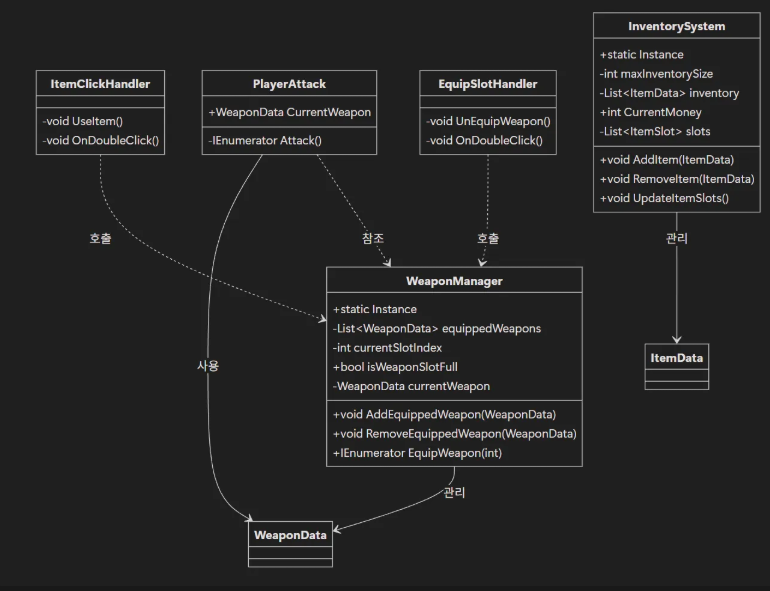 ItemClickHandler
-void UseItem()
-void OnDoubleClick()
PlayerAttack
+WeaponData CurrentWeapon
-IEnumerator Attack()
EquipSlotHandler
-void UnEquipWeapon()
-void OnDoubleClick()
InventorySystem
+static Instance
-int maxInventorySize
-List<ItemData> inventory
+int CurrentMoney
-List<ItemSlot> slots
+void AddItem(ItemData)
+void RemoveItem(ItemData)
+void UpdateItemSlots()
호출
참조
호출
관리
WeaponManager
+static Instance
-List<WeaponData> equippedWeapons
-int currentSlotIndex
+bool isWeaponSlotFull
-WeaponData currentWeapon
+void AddEquippedWeapon(WeaponData)
+void RemoveEquippedWeapon(WeaponData)
+IEnumerator EquipWeapon(int)
ItemData
사용
관리
WeaponData